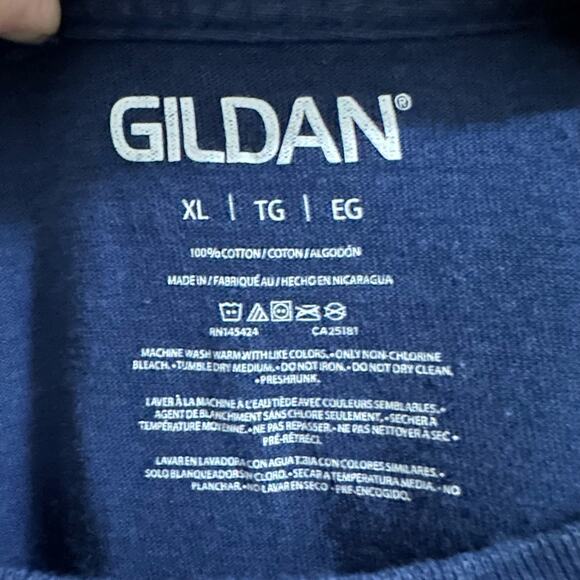 GILDAN®
XL | TG | EG
100% COTTON / COTON / ALGODÓN
MADE IN / FABRIQUÉ AU / HECHO EN NICARAGUA
RN145424 CA25181
MACHINE WASH WARM WITH LIKE COLORS. • ONLY NON-CHLORINE
BLEACH. • TUMBLE DRY MEDIUM. • DO NOT IRON. • DO NOT DRY CLEAN.
• PRESHRUNK.
LAVER À LA MACHINE À L'EAU TIÈDE AVEC COULEURS SEMBLABLES. •
AGENT DE BLANCHIMENT SANS CHLORE SEULEMENT. • SECHER A
TEMPÉRATURE MOYENNE. • NE PAS REPASSER. • NE PAS NETTOYER À SEC •
PRÉ-RÉTRÉCI.
LAVAR EN LAVADORA CON AGUA TIBIA CON COLORES SIMILARES. •
SOLO BLANQUEADOR SIN CLORO. • SECAR A TEMPERATURA MEDIA. • NO
PLANCHAR. • NO LAVAR EN SECO • PRE-ENCOGIDO.